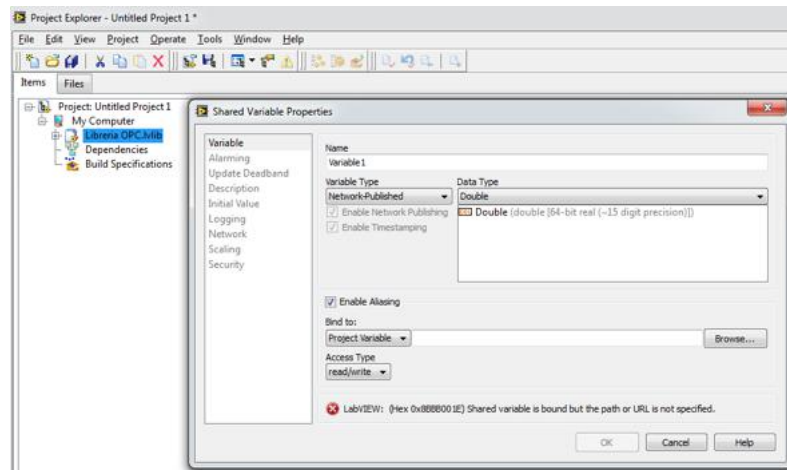 Project Explorer - Untitled Project 1 *
File Edit View Project Operate Tools Window Help
Items Files
Project: Untitled Project 1
My Computer
Libreria OPC.lvlib
Dependencies
Build Specifications
Shared Variable Properties
Variable
Alarming
Update Deadband
Description
Initial Value
Logging
Network
Scaling
Security
Name
Variable1
Variable Type Data Type
Network-Published Double
Enable Network Publishing
Enable Timestamping
Double (double [64-bit real (~15 digit precision)])
Enable Aliasing
Bind to:
Project Variable Browse...
Access Type
read/write
LabVIEW: (Hex 0x8BBB001E) Shared variable is bound but the path or URL is not specified.
OK Cancel Help